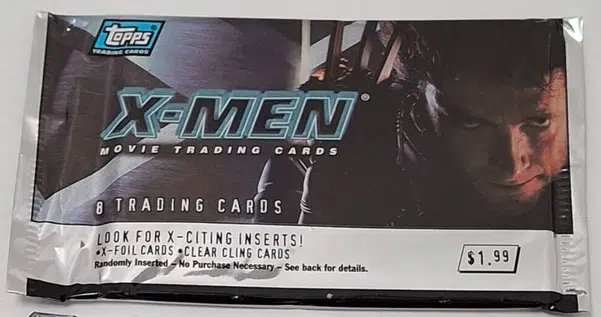 Topps
TRADING CARDS
X-MEN®
MOVIE TRADING CARDS
8 TRADING CARDS
LOOK FOR X-CITING INSERTS!
•X-FOIL CARDS •CLEAR CLING CARDS
Randomly Inserted – No Purchase Necessary – See back for details.
$1.99